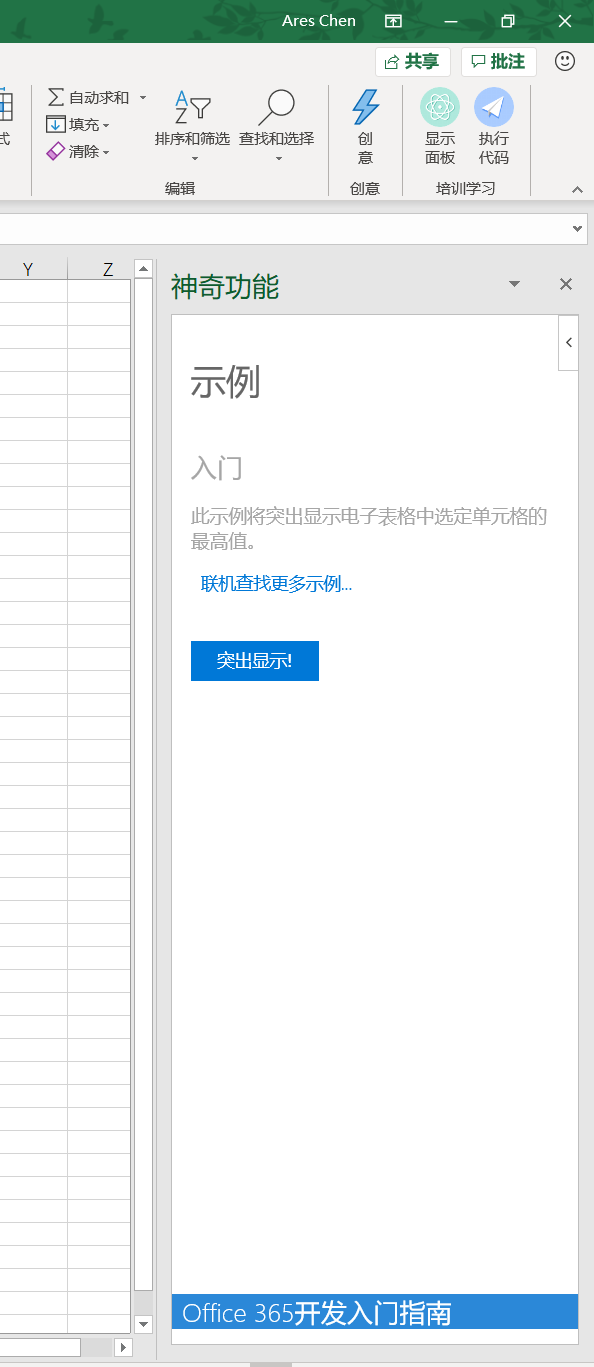 Ares Chen
共享
批注
式
自动求和
填充
清除
排序和筛选
查找和选择
编辑
创
意
创意
显示
面板
执行
代码
培训学习
Y
Z
神奇功能
示例
入门
此示例将突出显示电子表格中选定单元格的
最高值。
联机查找更多示例...
突出显示!
Office 365开发入门指南